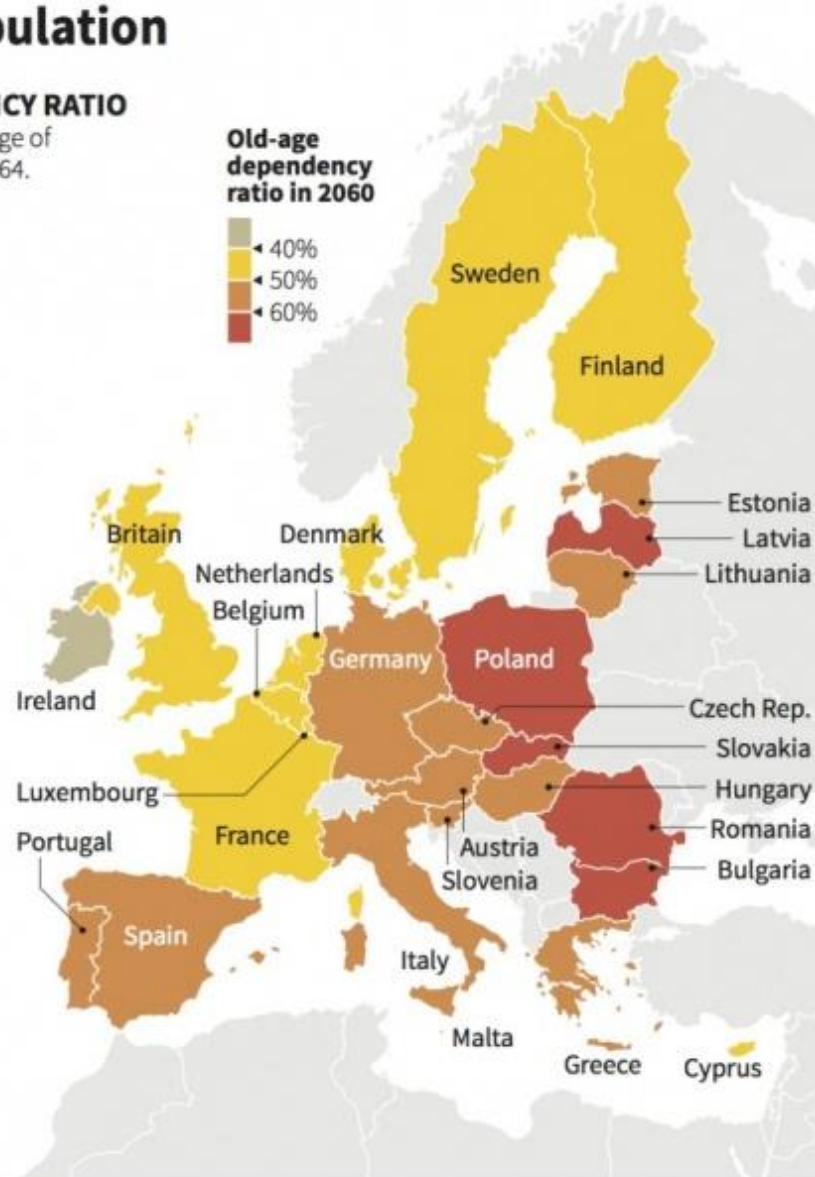 pulation
CY RATIO
ge of
64.
Old-age
dependency
ratio in 2060
40%
50%
60%
Sweden
Finland
Estonia
Latvia
Lithuania
Britain
Denmark
Netherlands
Belgium
Germany
Poland
Ireland
Czech Rep.
Slovakia
Luxembourg
Hungary
Portugal
France
Romania
Austria
Bulgaria
Slovenia
Spain
Italy
Malta
Greece
Cyprus